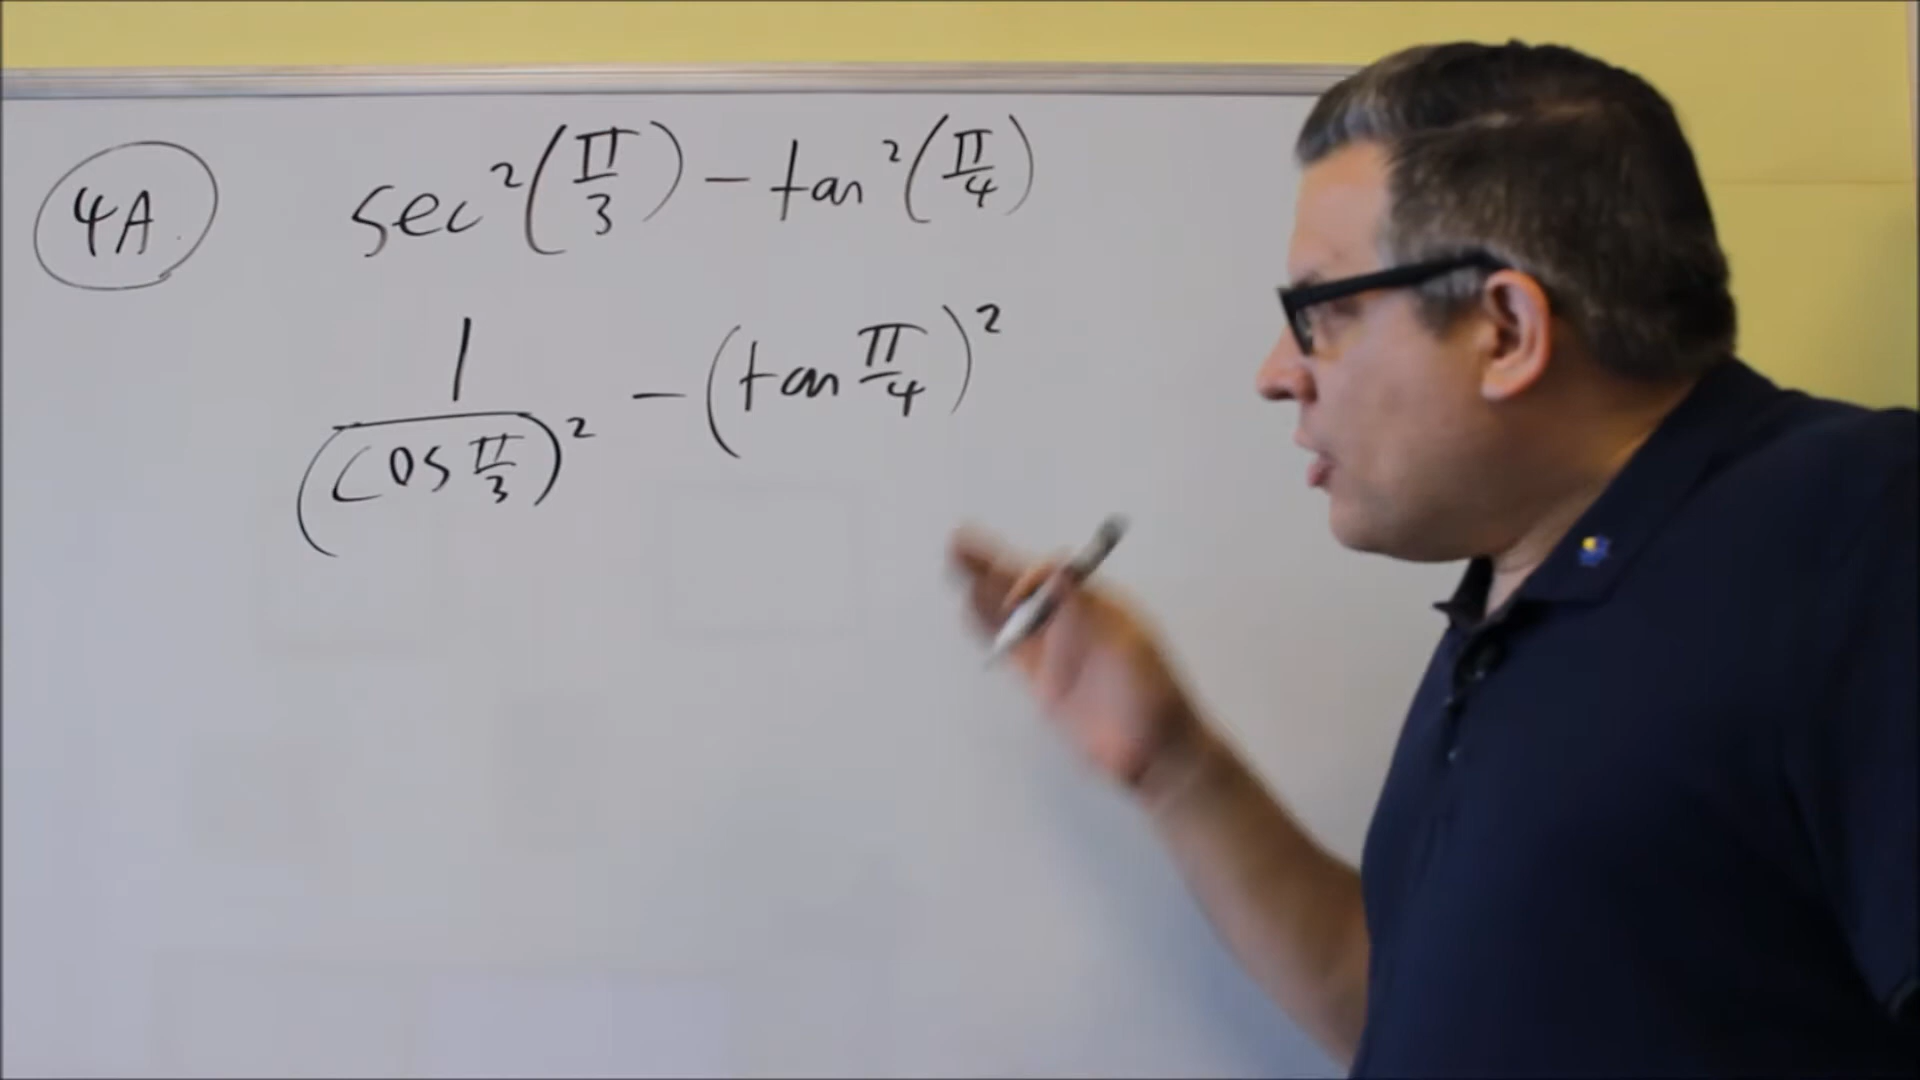 4A sec²(π/3) - tan²(π/4)
1/(cos π/3)² - (tan π/4)²